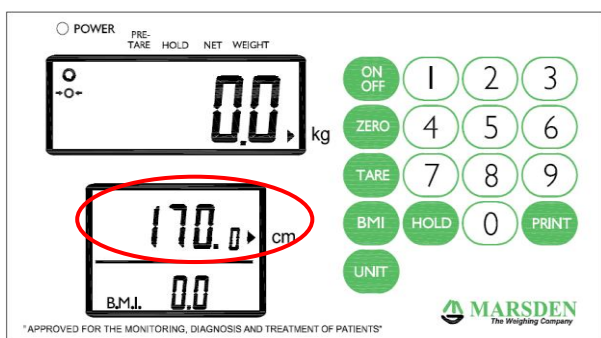 POWER
PRE-
TARE HOLD NET WEIGHT
0.0 kg
170.0 cm
B.M.I. 0.0
ON
OFF
1 2 3
ZERO 4 5 6
TARE 7 8 9
BMI HOLD 0 PRINT
UNIT
MARSDEN
The Weighing Company
"APPROVED FOR THE MONITORING, DIAGNOSIS AND TREATMENT OF PATIENTS"